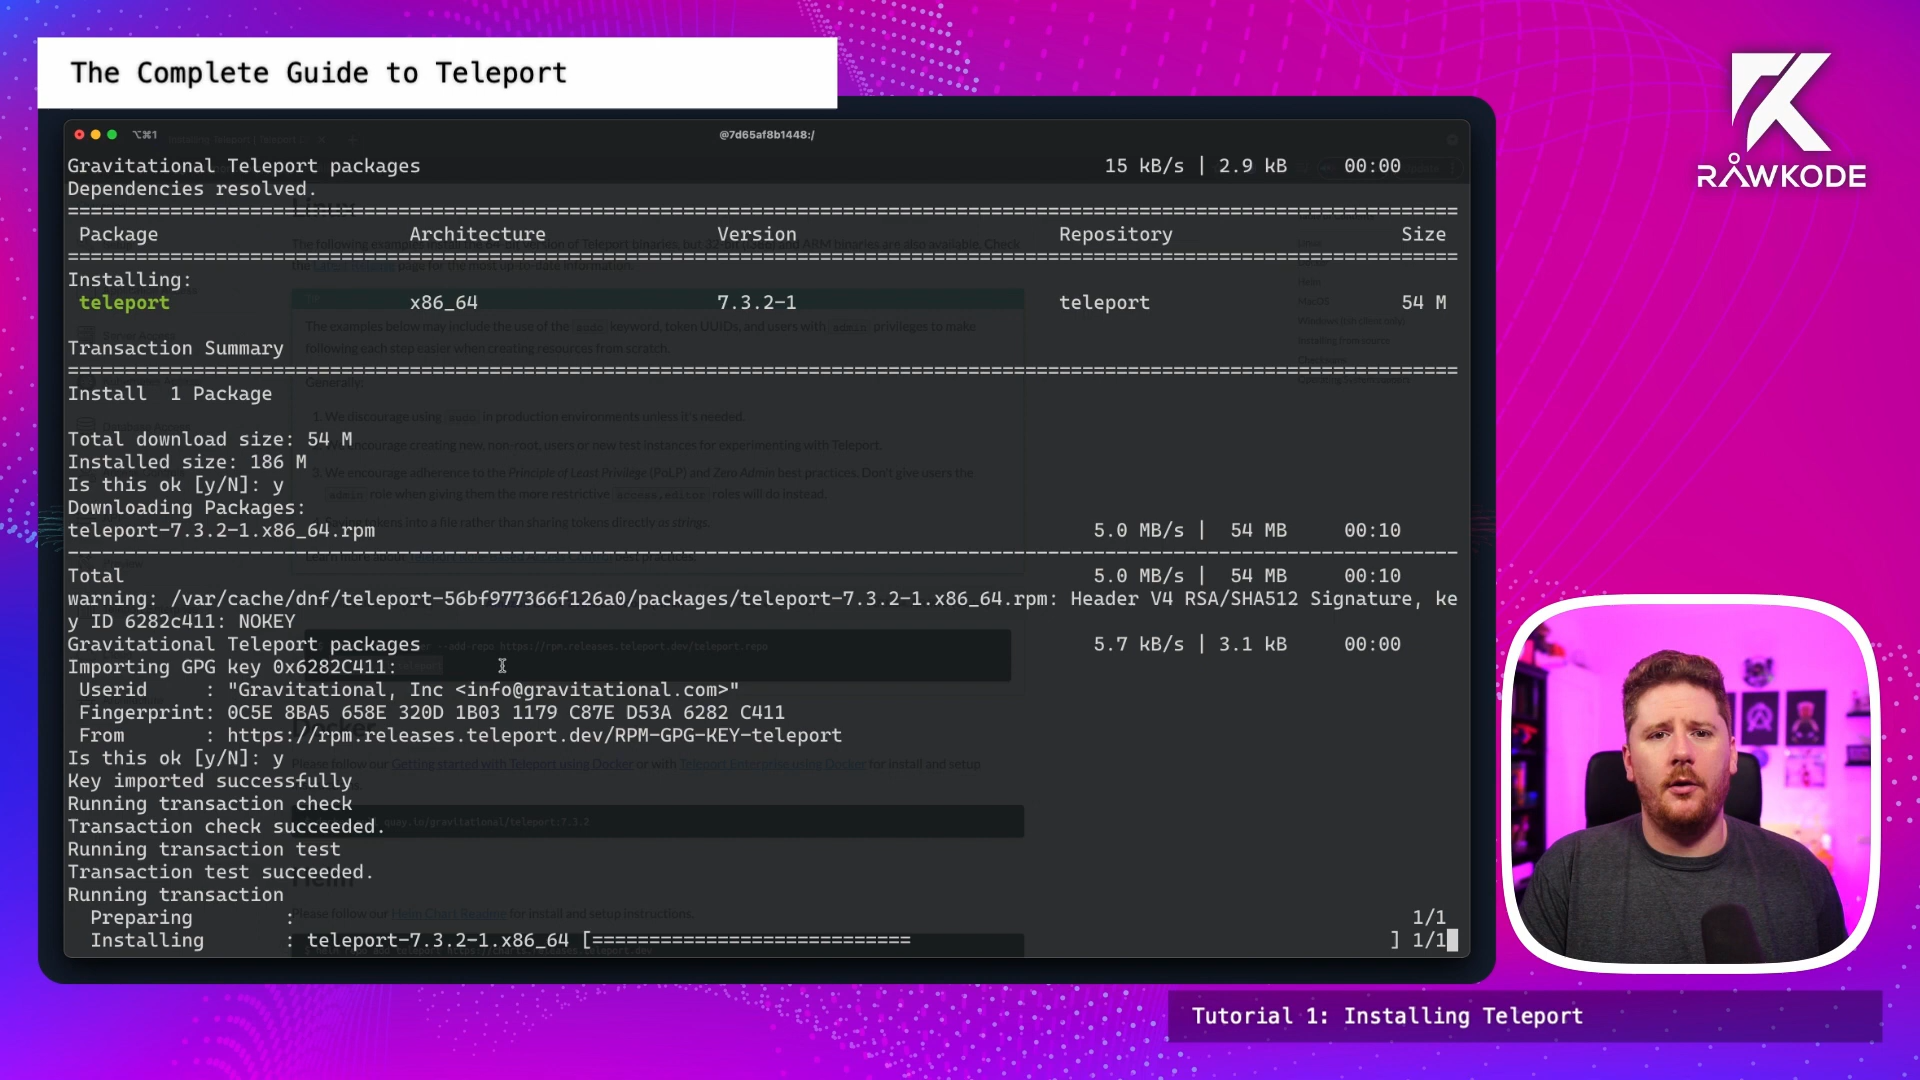 The Complete Guide to Teleport
RAWKODE
⌥⌘1
@7d65af8b1448:/
Gravitational Teleport packages 15 kB/s | 2.9 kB 00:00
Dependencies resolved.
Package Architecture Version Repository Size
Installing:
teleport x86_64 7.3.2-1 teleport 54 M
Transaction Summary
Install 1 Package
Total download size: 54 M
Installed size: 186 M
Is this ok [y/N]: y
Downloading Packages:
teleport-7.3.2-1.x86_64.rpm 5.0 MB/s | 54 MB 00:10
Total 5.0 MB/s | 54 MB 00:10
warning: /var/cache/dnf/teleport-56bf977366f126a0/packages/teleport-7.3.2-1.x86_64.rpm: Header V4 RSA/SHA512 Signature, ke
y ID 6282c411: NOKEY
Gravitational Teleport packages 5.7 kB/s | 3.1 kB 00:00
Importing GPG key 0x6282C411:
Userid : "Gravitational, Inc <info@gravitational.com>"
Fingerprint: 0C5E 8BA5 658E 320D 1B03 1179 C87E D53A 6282 C411
From : https://rpm.releases.teleport.dev/RPM-GPG-KEY-teleport
Is this ok [y/N]: y
Key imported successfully
Running transaction check
Transaction check succeeded.
Running transaction test
Transaction test succeeded.
Running transaction
Preparing : 1/1
Installing : teleport-7.3.2-1.x86_64 [============================ ] 1/1
Tutorial 1: Installing Teleport